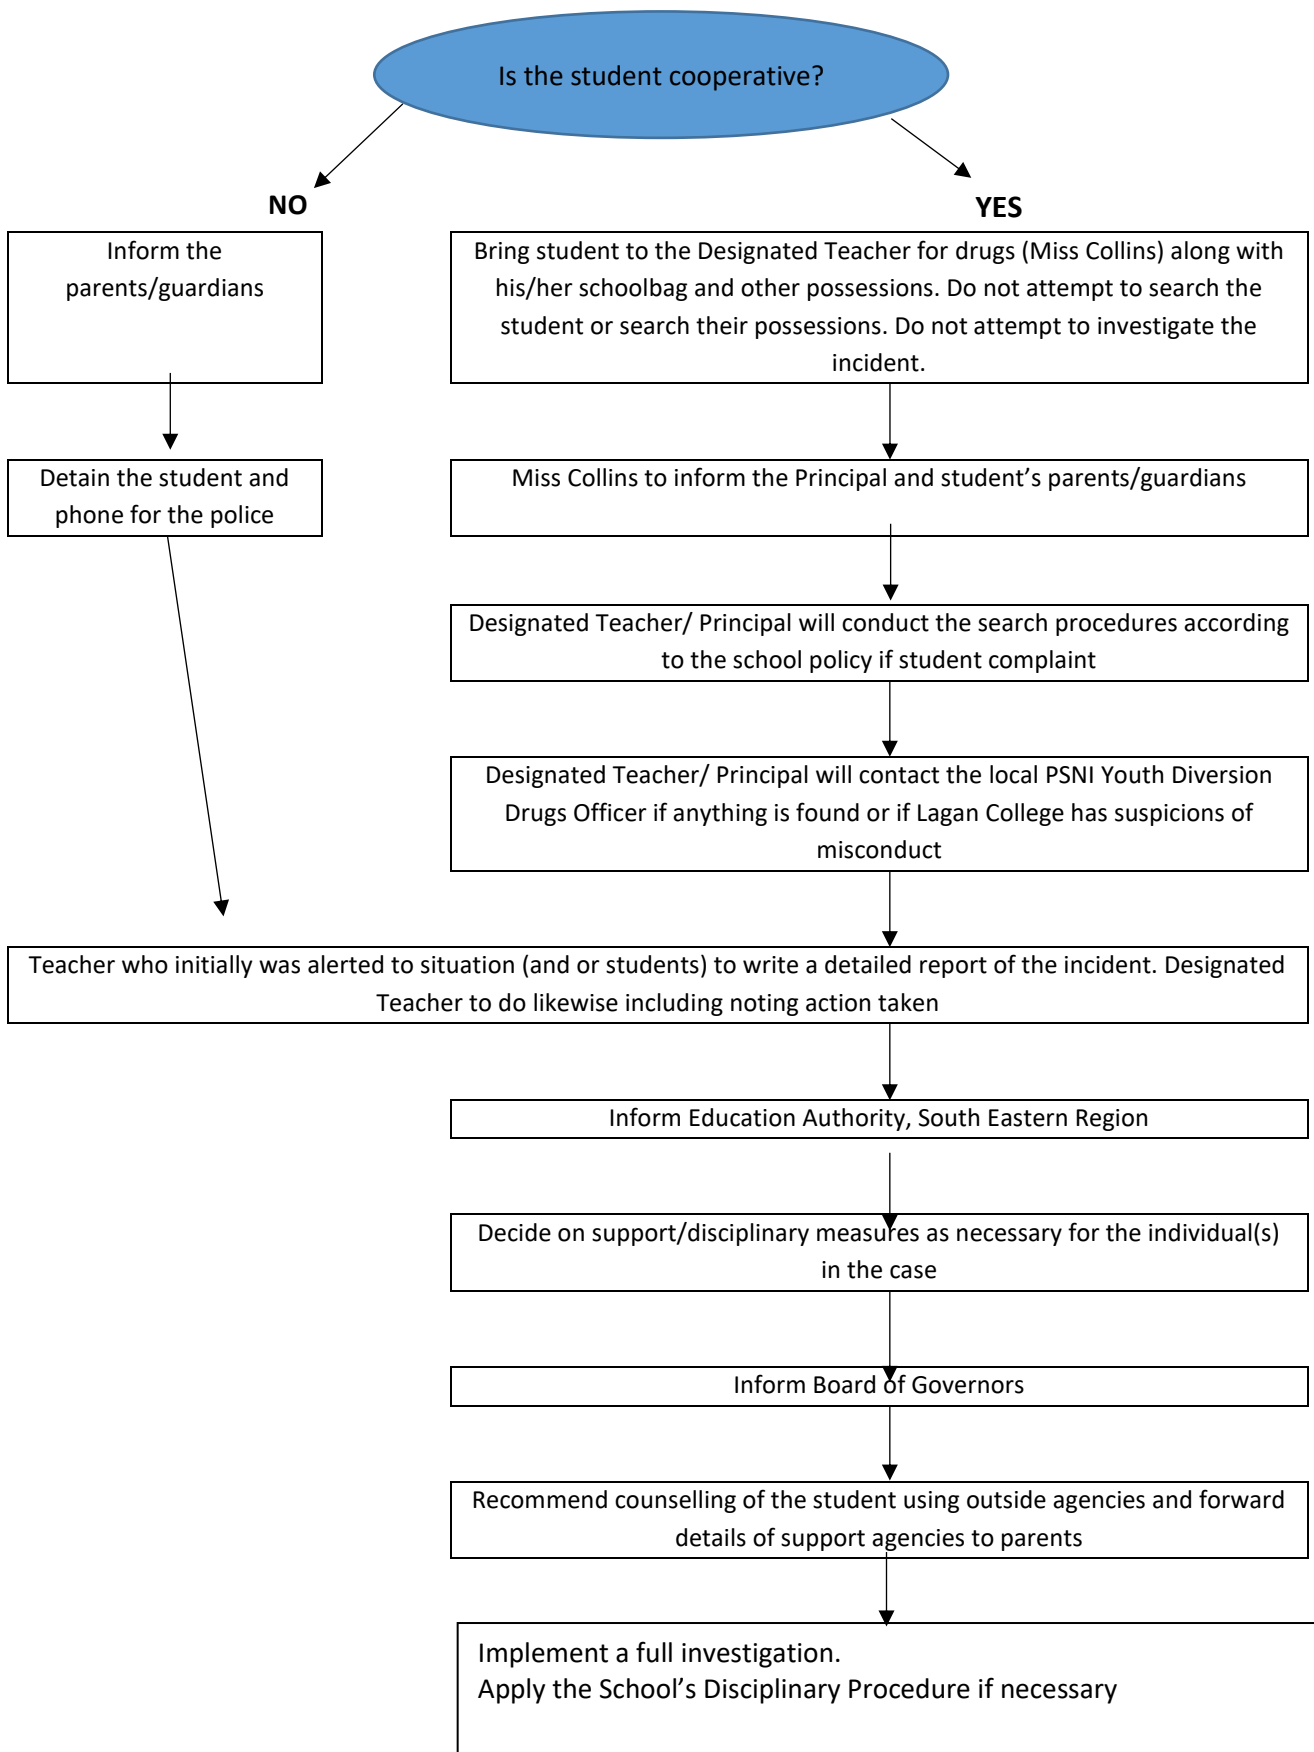 Is the student cooperative?
NO
YES
Inform the
parents/guardians
Bring student to the Designated Teacher for drugs (Miss Collins) along with
his/her schoolbag and other possessions. Do not attempt to search the
student or search their possessions. Do not attempt to investigate the
incident.
Detain the student and
phone for the police
Miss Collins to inform the Principal and student’s parents/guardians
Designated Teacher/ Principal will conduct the search procedures according
to the school policy if student complaint
Designated Teacher/ Principal will contact the local PSNI Youth Diversion
Drugs Officer if anything is found or if Lagan College has suspicions of
misconduct
Teacher who initially was alerted to situation (and or students) to write a detailed report of the incident. Designated
Teacher to do likewise including noting action taken
Inform Education Authority, South Eastern Region
Decide on support/disciplinary measures as necessary for the individual(s)
in the case
Inform Board of Governors
Recommend counselling of the student using outside agencies and forward
details of support agencies to parents
Implement a full investigation.
Apply the School’s Disciplinary Procedure if necessary